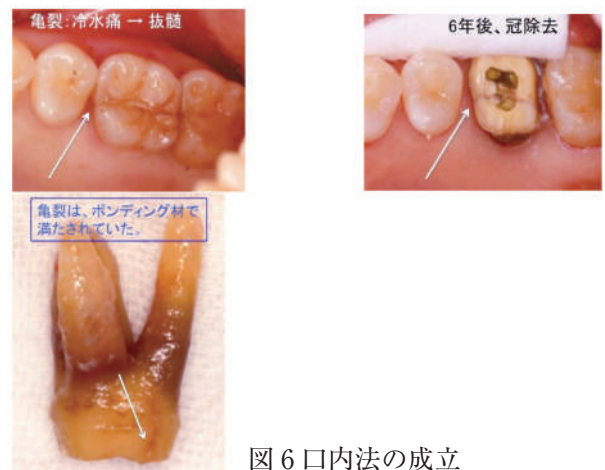 亀裂：冷水痛 → 抜髄
6年後、冠除去
亀裂は、ボンディング材で
満たされていた。
図 6 口内法の成立